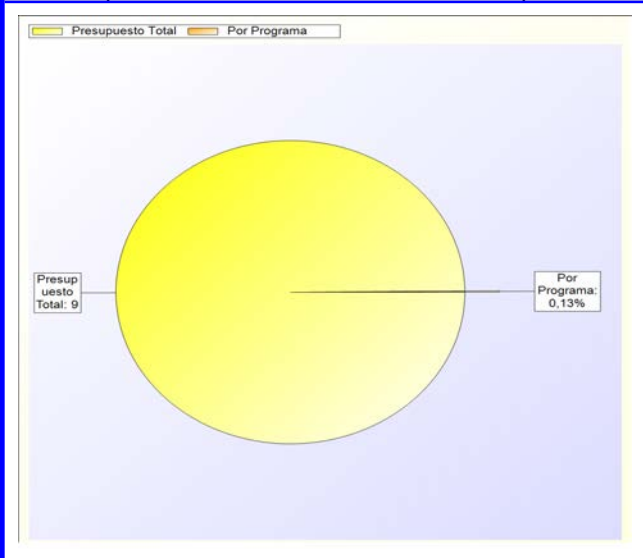 Presupuesto Total Por Programa
Presup
uesto
Total: 9
Por
Programa:
0,13%